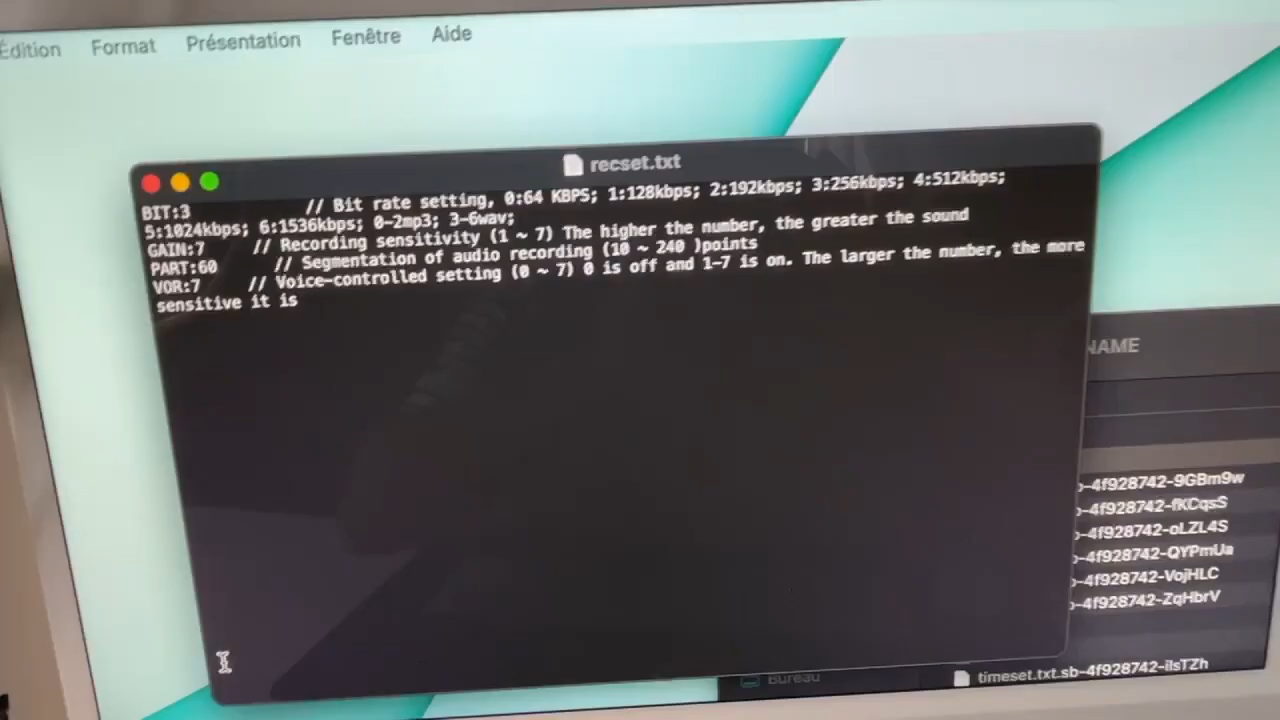 Édition Format Présentation Fenêtre Aide
recset.txt
BIT:3 // Bit rate setting, 0:64 KBPS; 1:128kbps; 2:192kbps; 3:256kbps; 4:512kbps;
5:1024kbps; 6:1536kbps; 0-2mp3; 3-6wav;
GAIN:7 // Recording sensitivity (1 ~ 7) The higher the number, the greater the sound
PART:60 // Segmentation of audio recording (10 ~ 240 )points
VOR:7 // Voice-controlled setting (0 ~ 7) 0 is off and 1-7 is on. The larger the number, the more
sensitive it is
NAME
-4f928742-9GBm9w
-4f928742-fKCqsS
-4f928742-oLZL4S
-4f928742-QYPmUa
-4f928742-VojHLC
-4f928742-ZqHbrV
Bureau
timeset.txt.sb-4f928742-ilsTZh